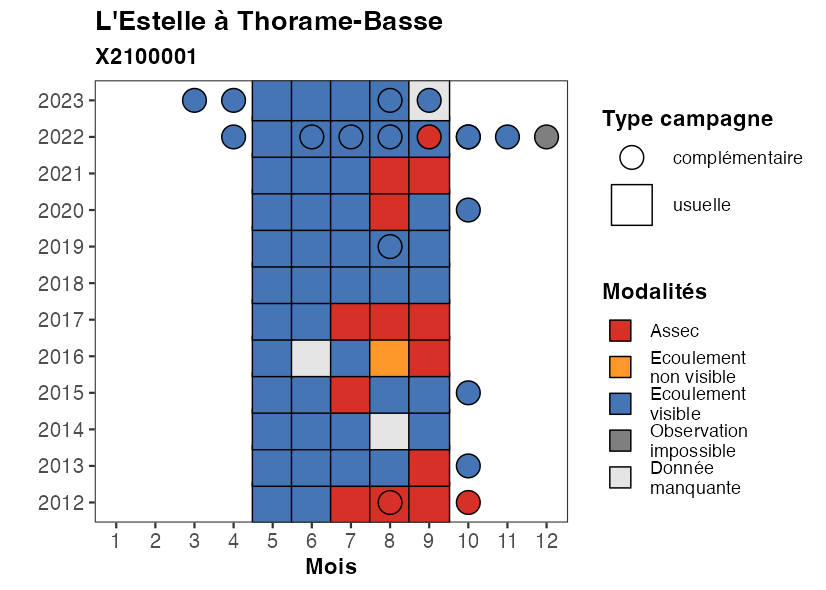 L'Estelle à Thorame-Basse
X2100001
2023
2022
2021
2020
2019
2018
2017
2016
2015
2014
2013
2012
1 2 3 4 5 6 7 8 9 10 11 12
Mois
Type campagne
complémentaire
usuelle
Modalités
Assec
Ecoulement
non visible
Ecoulement
visible
Observation
impossible
Donnée
manquante